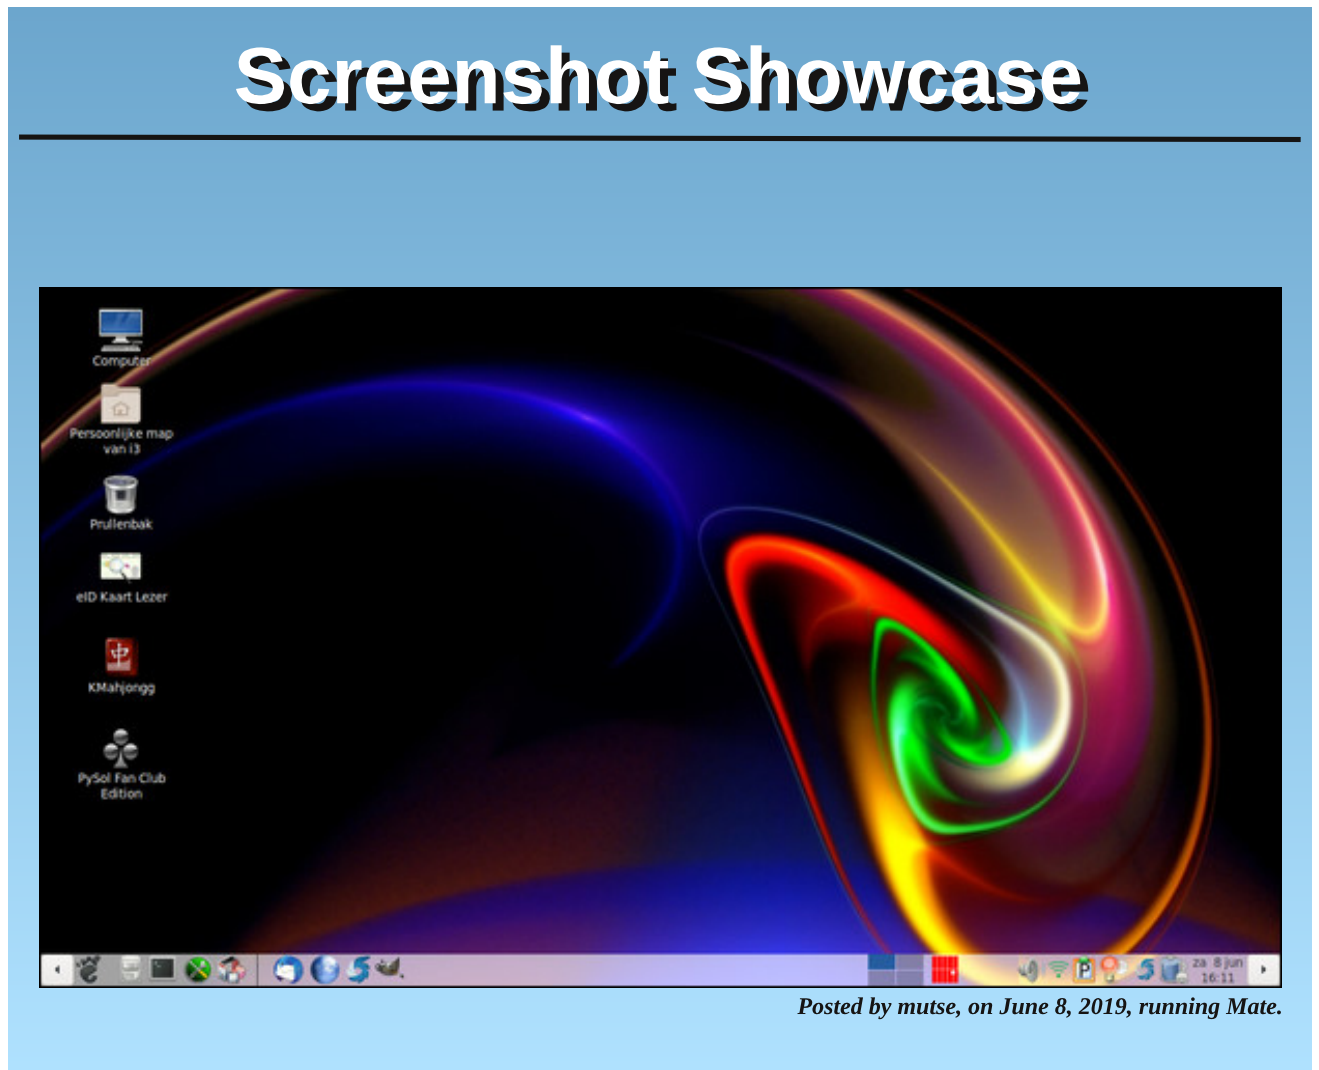 Screenshot Showcase
Computer
Persoonlijke map
van i3
Prullenbak
eID Kaart Lezer
KMahjongg
PySol Fan Club
Edition
P
za 8 jun
16:11
Posted by mutse, on June 8, 2019, running Mate.